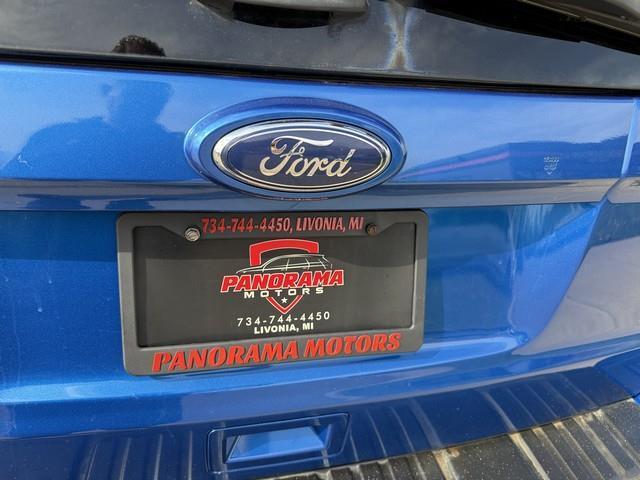 Ford
734-744-4450, LIVONIA, MI
PANORAMA
MOTORS
734-744-4450
LIVONIA, MI
PANORAMA MOTORS